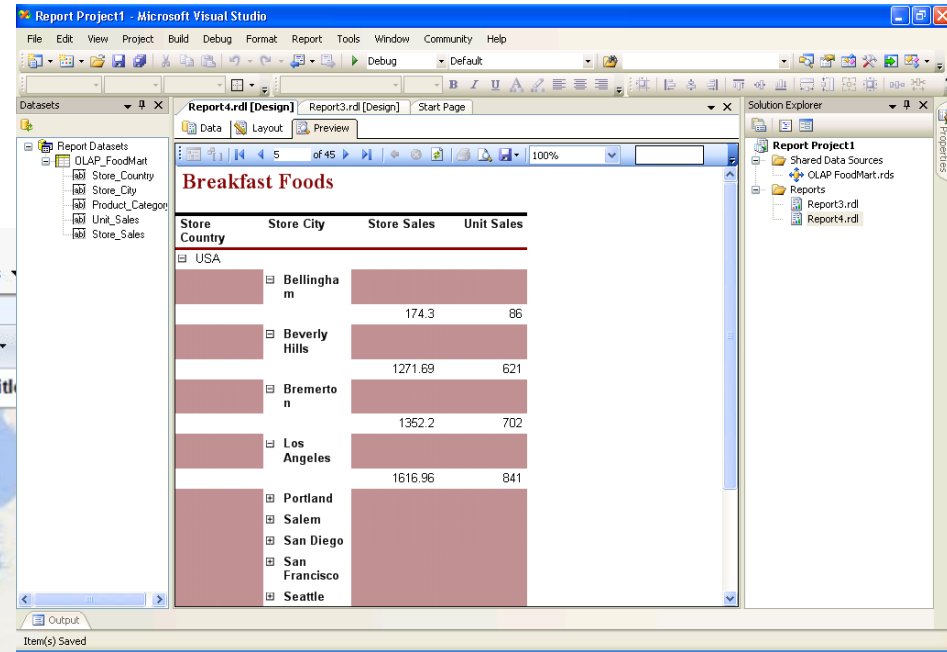 Report Project1 - Microsoft Visual Studio
File Edit View Project Build Debug Format Report Tools Window Community Help
Debug Default
B I U A
Datasets
Report4.rdl [Design] Report3.rdl [Design] Start Page
Solution Explorer
Properties
Data Layout Preview
Report Datasets
OLAP_FoodMart
Store_Country
Store_City
Product_Categor
Unit_Sales
Store_Sales
5 of 45 100%
Breakfast Foods
Store Country Store City Store Sales Unit Sales
USA
Bellingha
m
174.3 86
Beverly
Hills
1271.69 621
Bremerto
n
1352.2 702
Los
Angeles
1616.96 841
Portland
Salem
San Diego
San
Francisco
Seattle
Report Project1
Shared Data Sources
OLAP FoodMart.rds
Reports
Report3.rdl
Report4.rdl
Output
Item(s) Saved